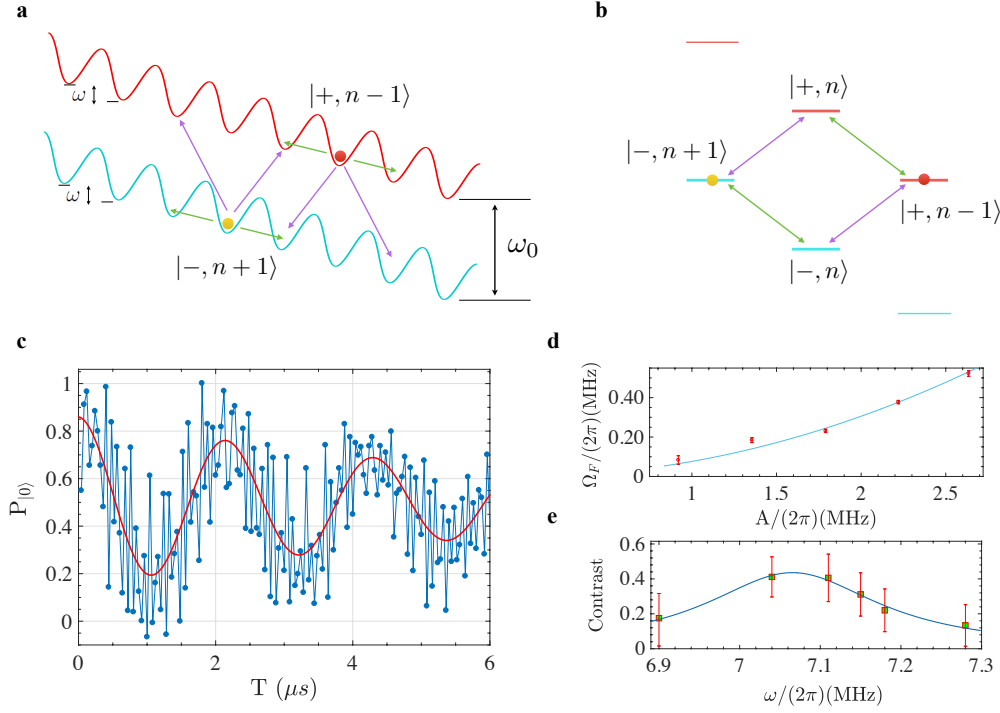 a
ω
|+, n − 1⟩
ω
|−, n + 1⟩
ω₀
b
|+, n⟩
|−, n + 1⟩
|+, n − 1⟩
|−, n⟩
c
P|0⟩
1
0.8
0.6
0.4
0.2
0
0
2
4
6
T (μs)
d
Ω_F/(2π)(MHz)
0.40
0.20
0
1
1.5
2
2.5
A/(2π)(MHz)
e
Contrast
0.6
0.4
0.2
0
6.9
7
7.1
7.2
7.3
ω/(2π)(MHz)